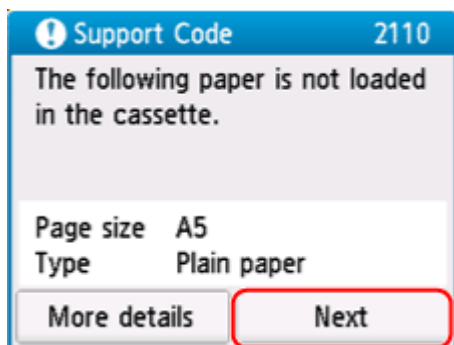 Support Code 2110
The following paper is not loaded
in the cassette.
Page size A5
Type Plain paper
More details Next